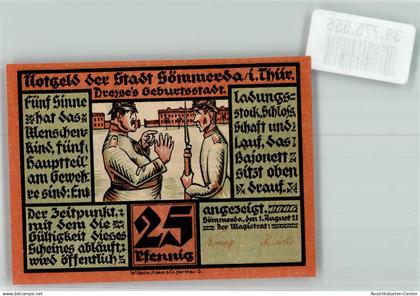 Notgeld der Stadt Sömmerda i. Thür.
Dreyse's Geburtsstadt.
Fünf Sinne
hat das
Menschen-
kind, fünf
Hauptteil
am Geweh-
re sind: Ent
ladungs-
stock, Schloss,
Schaft und
Lauf, das
Bajonett
sitzt oben
drauf.
Der Zeitpunkt,
mit dem die
Gültigkeit dieses
Scheines abläuft
wird öffentlich
25
Pfennig
angezeigt.
Sömmerda, den 1. August 21
Der Magistrat:
39.775.556